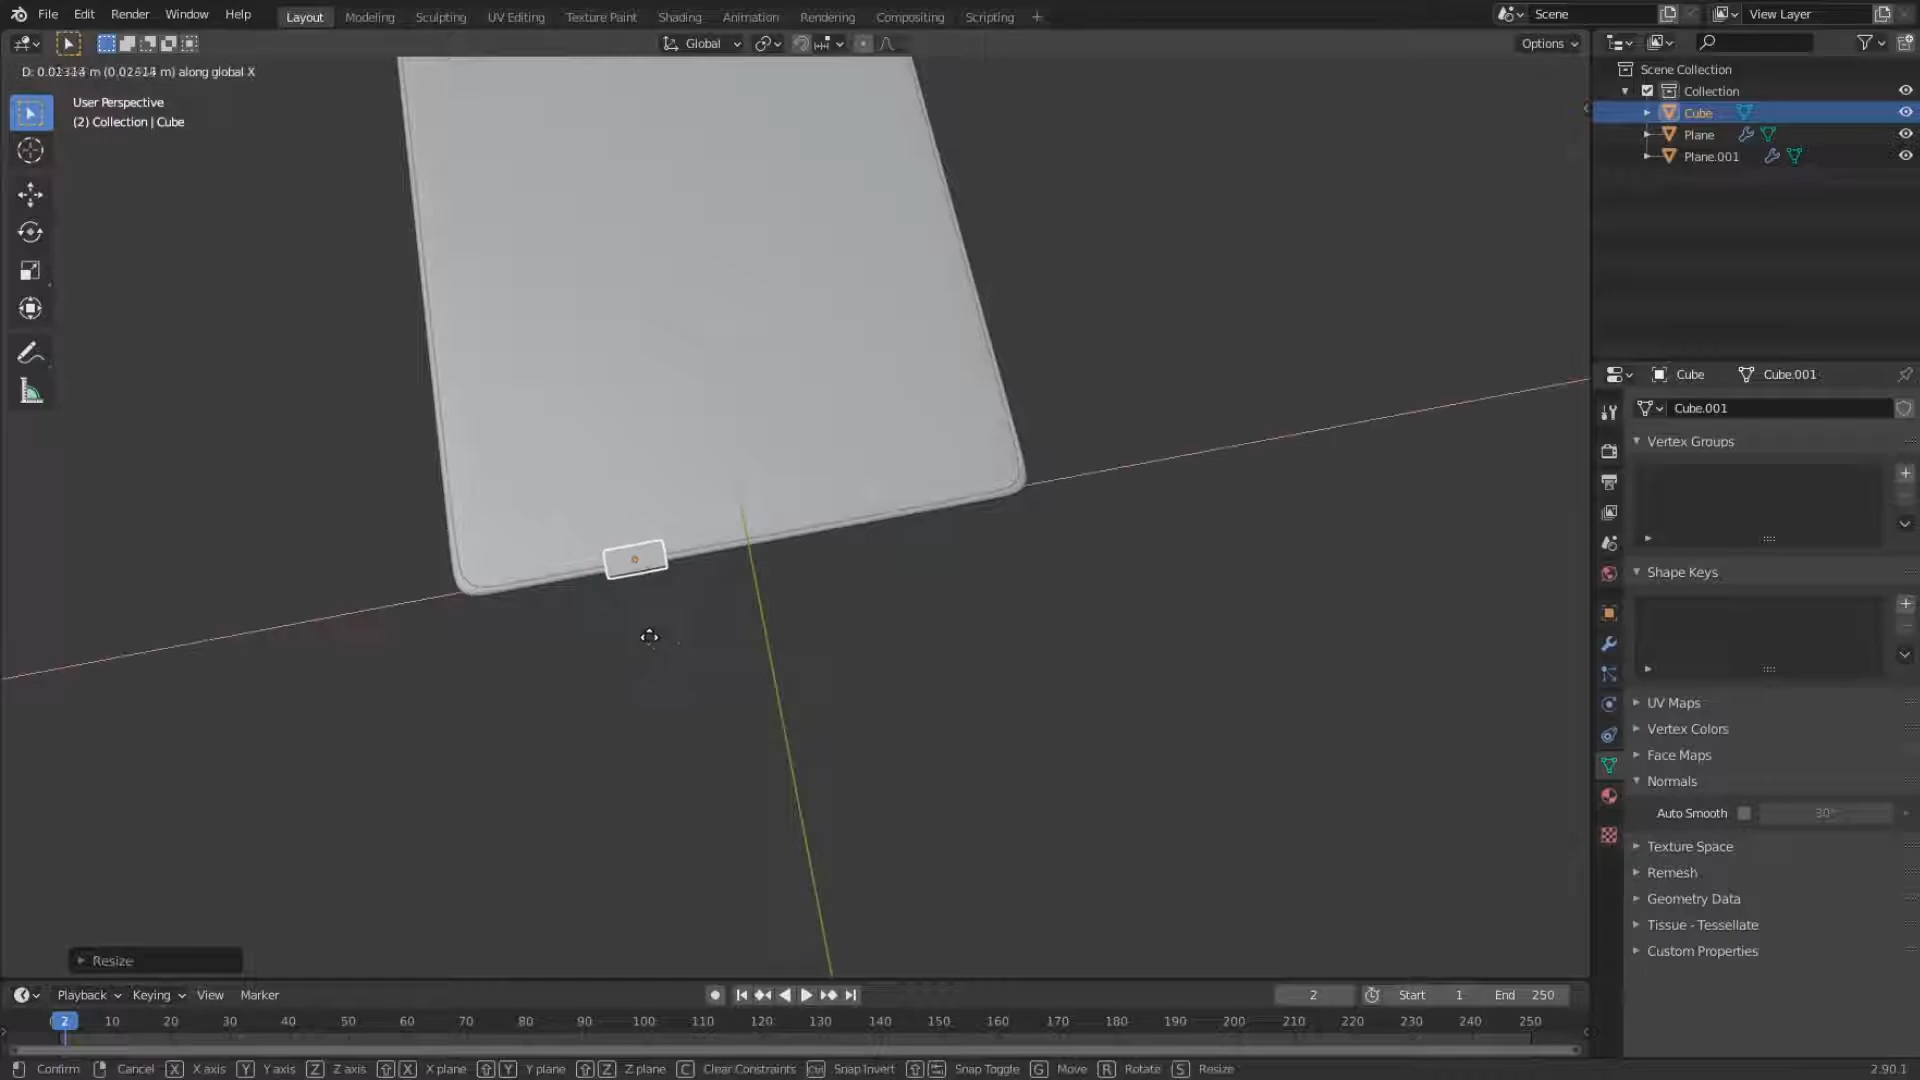 File Edit Render Window Help Layout Modeling Sculpting UV Editing Texture Paint Shading Animation Rendering Compositing Scripting + Scene View Layer
Global Options
D: 0.02 m (0.02 m) along global X
User Perspective
(2) Collection | Cube
Scene Collection
Collection
Cube
Plane
Plane.001
Cube Cube.001
Cube.001
Vertex Groups
Shape Keys
UV Maps
Vertex Colors
Face Maps
Normals
Auto Smooth 30°
Texture Space
Remesh
Geometry Data
Tissue - Tessellate
Custom Properties
Resize
Playback Keying View Marker 2 Start 1 End 250
2 10 20 30 40 50 60 70 80 90 100 110 120 130 140 150 160 170 180 190 200 210 220 230 240 250
Confirm Cancel X X axis Y Y axis Z Z axis X X plane Y Y plane Z Z plane C Clear Constraints Ctrl Snap Invert Snap Toggle G Move R Rotate S Resize 2.90.1